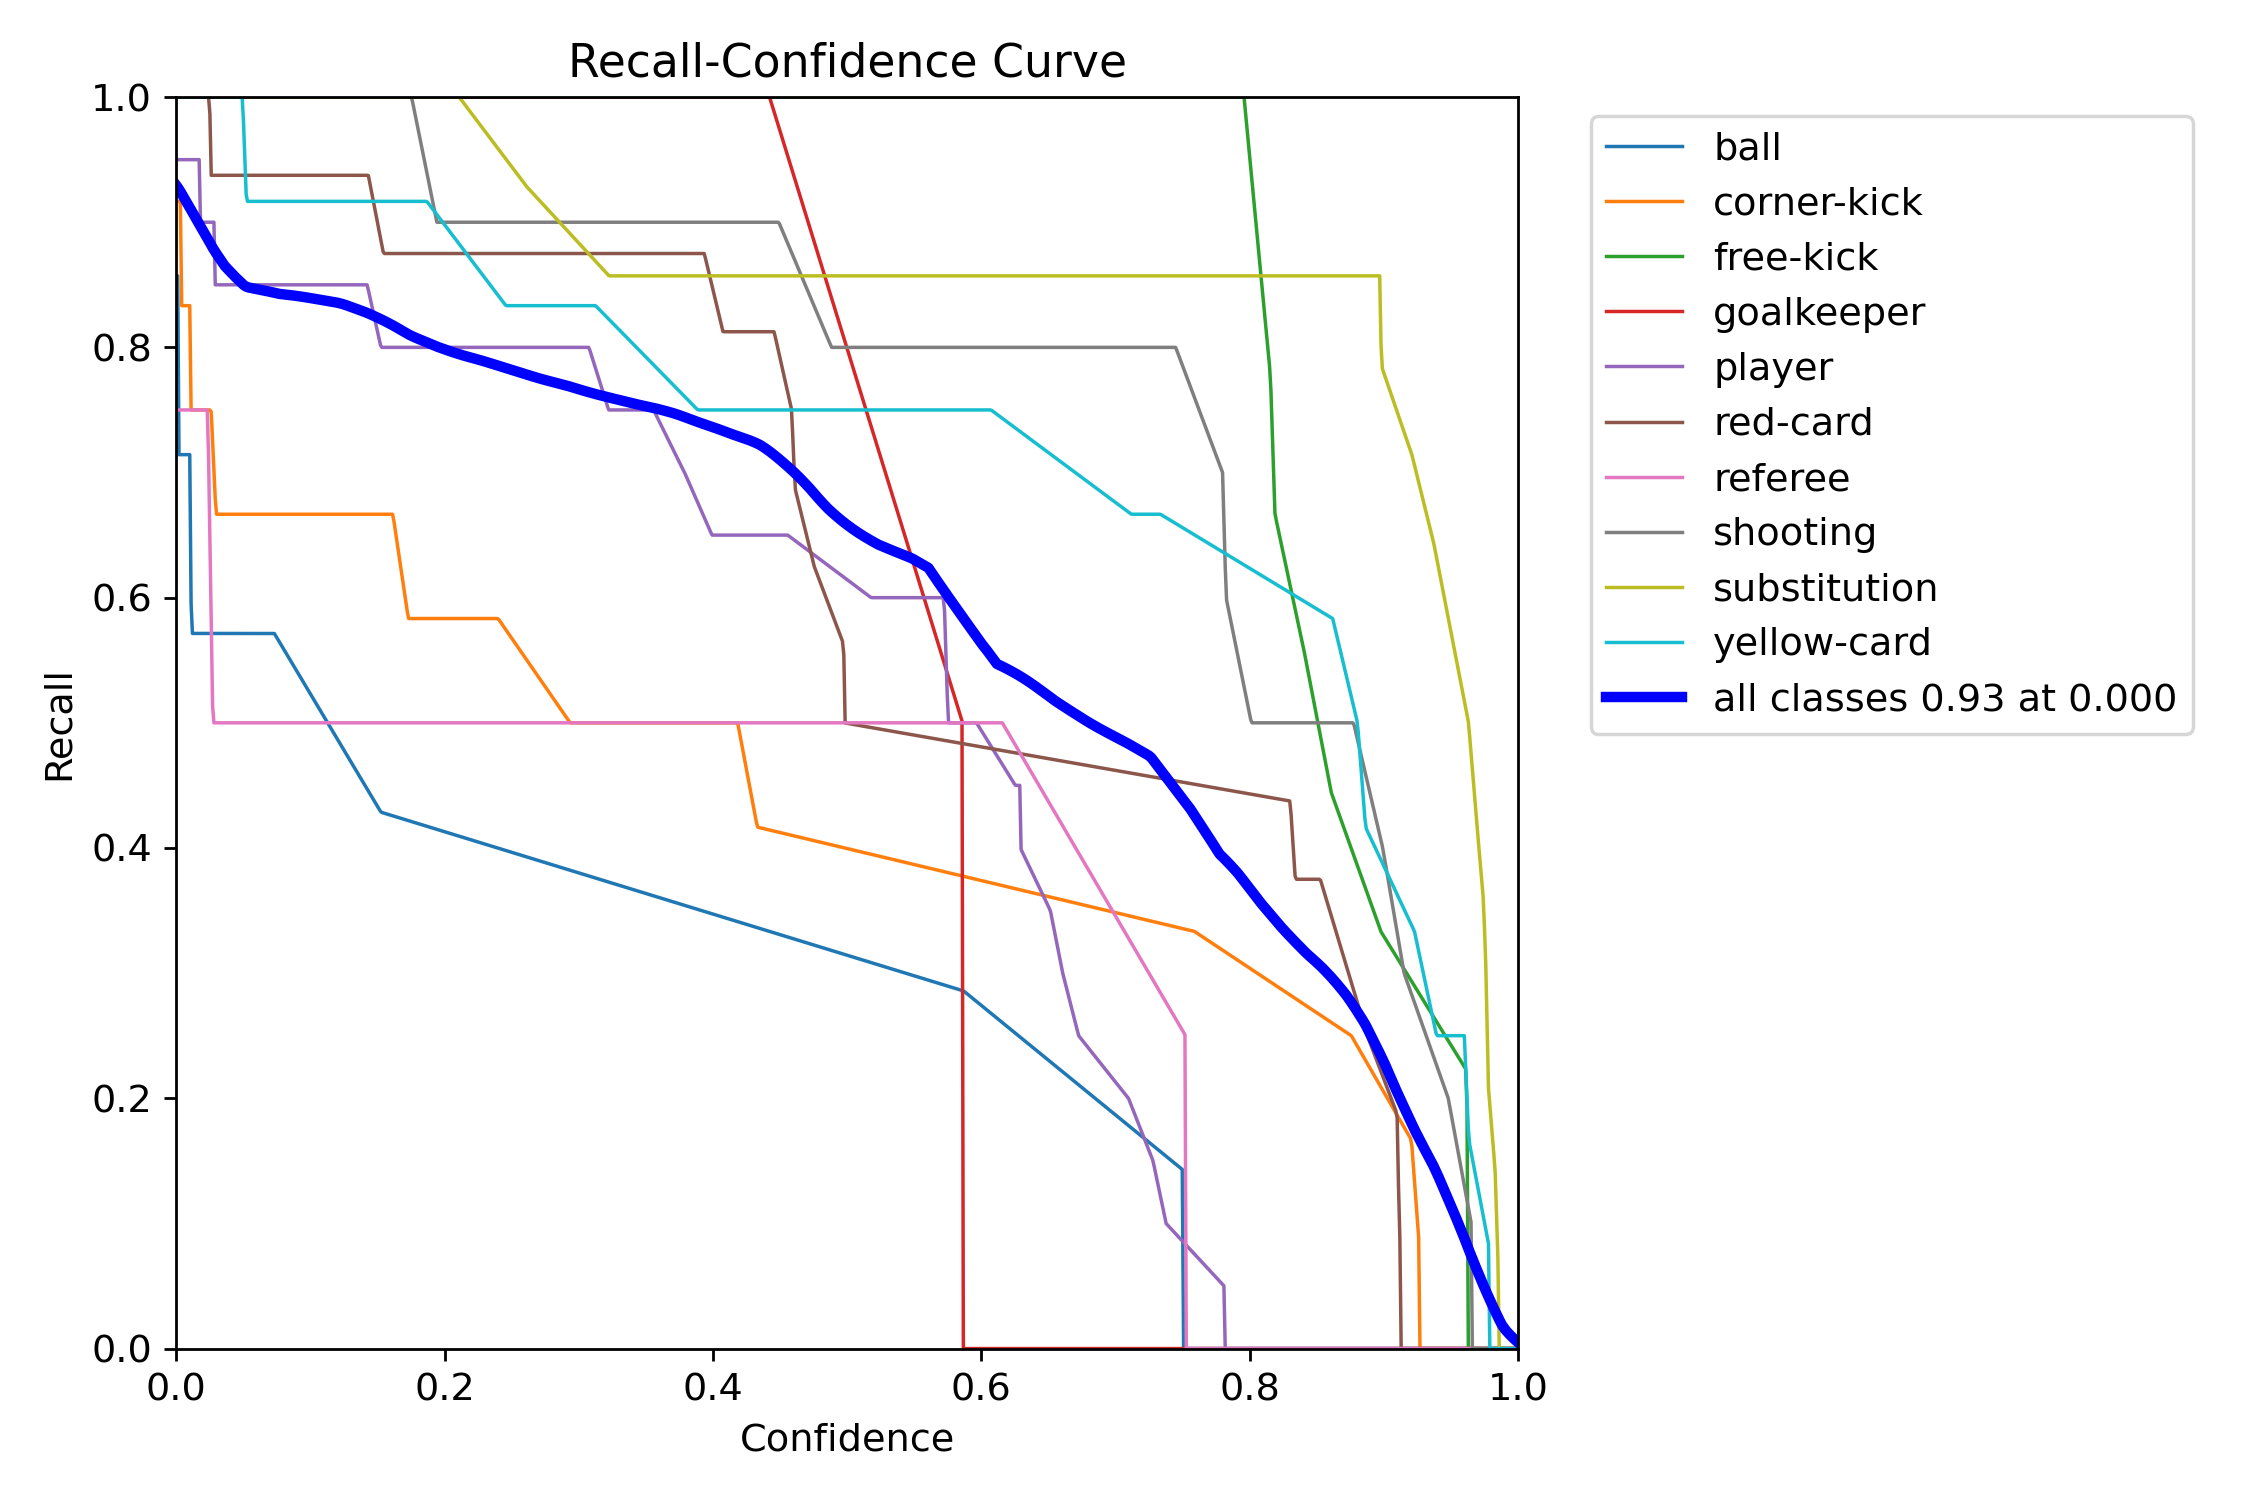 Recall-Confidence Curve
1.0
0.8
0.6
0.4
0.2
0.0
Recall
0.0 0.2 0.4 0.6 0.8 1.0
Confidence
ball
corner-kick
free-kick
goalkeeper
player
red-card
referee
shooting
substitution
yellow-card
all classes 0.93 at 0.000